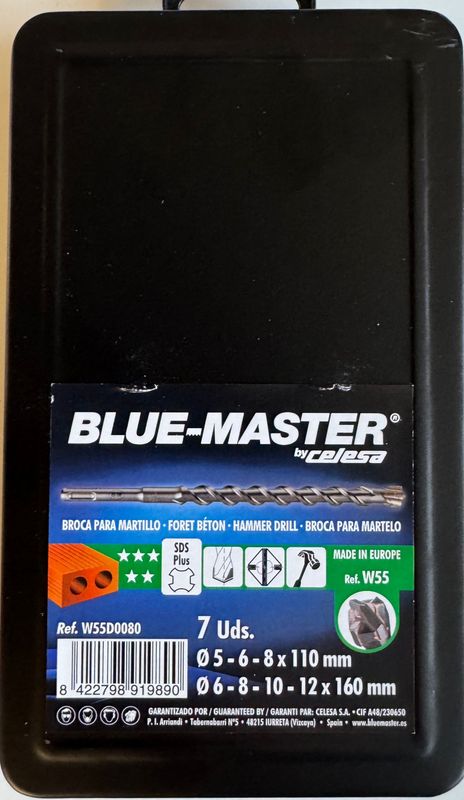 BLUE-MASTER®
by celesa
BROCA PARA MARTILLO · FORET BÉTON · HAMMER DRILL · BROCA PARA MARTELO
SDS
Plus
MADE IN EUROPE
Ref. W55
Ref. W55D0080
7 Uds.
Ø 5 - 6 - 8 x 110 mm
Ø 6 - 8 - 10 - 12 x 160 mm
8 422798 919890
GARANTIZADO POR / GUARANTEED BY / GARANTI PAR: CELESA S.A. • CIF A48/230650
P. I. Arriandi • Tabernabarri Nº5 • 48215 IURRETA (Vizcaya) • Spain • www.bluemaster.es